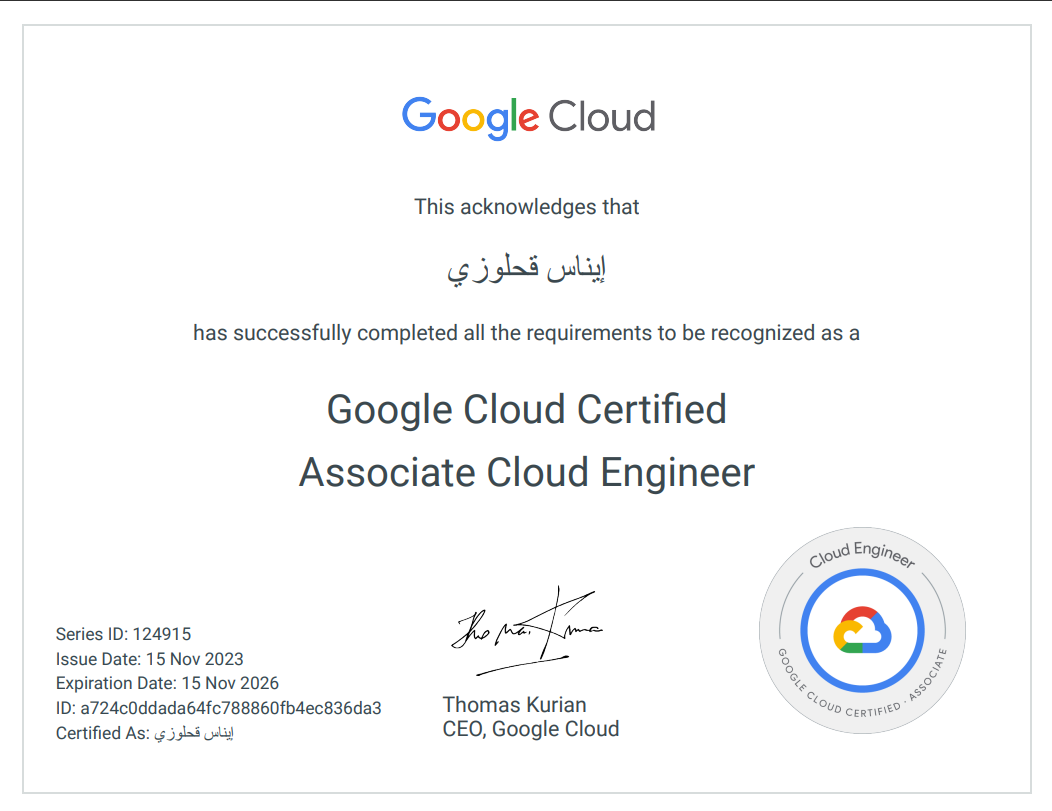 Google Cloud
This acknowledges that
إيناس قحلوزي
has successfully completed all the requirements to be recognized as a
Google Cloud Certified
Associate Cloud Engineer
Series ID: 124915
Issue Date: 15 Nov 2023
Expiration Date: 15 Nov 2026
ID: a724c0ddada64fc788860fb4ec836da3
Certified As: إيناس قحلوزي
Thomas Kurian
Thomas Kurian
CEO, Google Cloud
Cloud Engineer
GOOGLE CLOUD CERTIFIED · ASSOCIATE